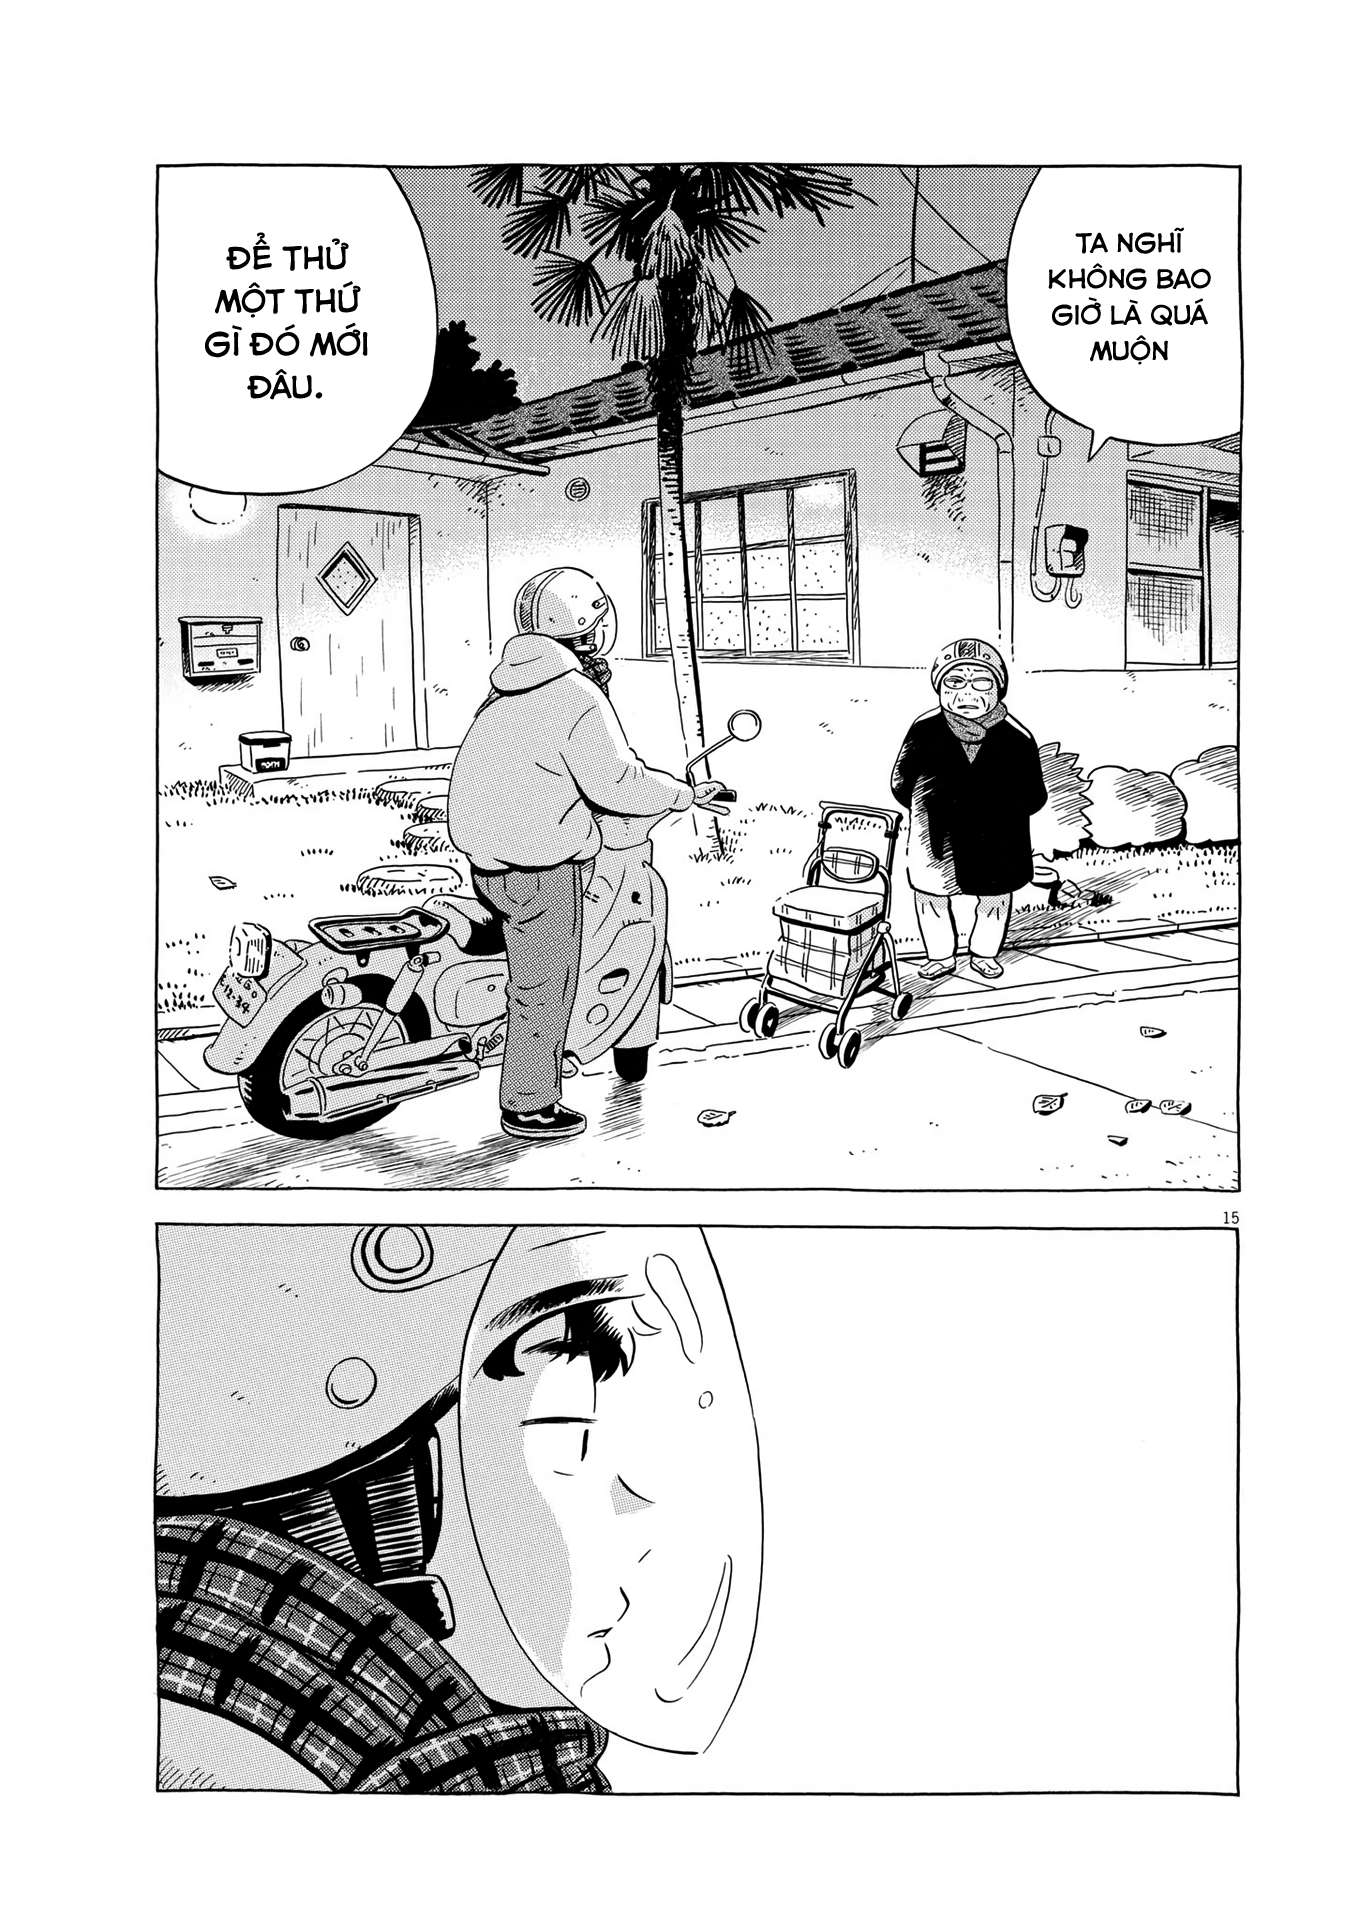 TA NGHĨ
KHÔNG BAO
GIỜ LÀ QUÁ
MUỘN
ĐỂ THỬ
MỘT THỨ
GÌ ĐÓ MỚI
ĐÂU.
15